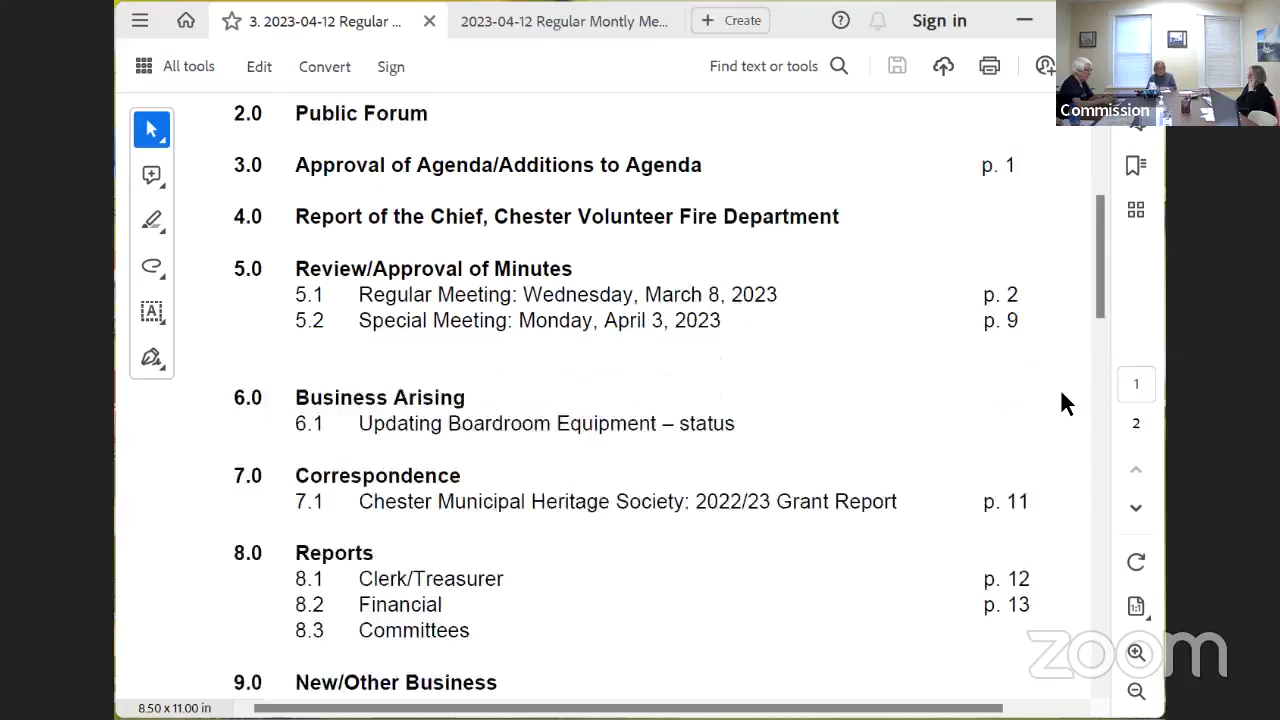 3. 2023-04-12 Regular ...
2023-04-12 Regular Montly Me...
Create
Sign in
All tools
Edit
Convert
Sign
Find text or tools
Commission
2.0 Public Forum
3.0 Approval of Agenda/Additions to Agenda p. 1
4.0 Report of the Chief, Chester Volunteer Fire Department
5.0 Review/Approval of Minutes
5.1 Regular Meeting: Wednesday, March 8, 2023 p. 2
5.2 Special Meeting: Monday, April 3, 2023 p. 9
6.0 Business Arising
6.1 Updating Boardroom Equipment – status
7.0 Correspondence
7.1 Chester Municipal Heritage Society: 2022/23 Grant Report p. 11
8.0 Reports
8.1 Clerk/Treasurer p. 12
8.2 Financial p. 13
8.3 Committees
9.0 New/Other Business
1
2
1:1
zoom
8.50 x 11.00 in